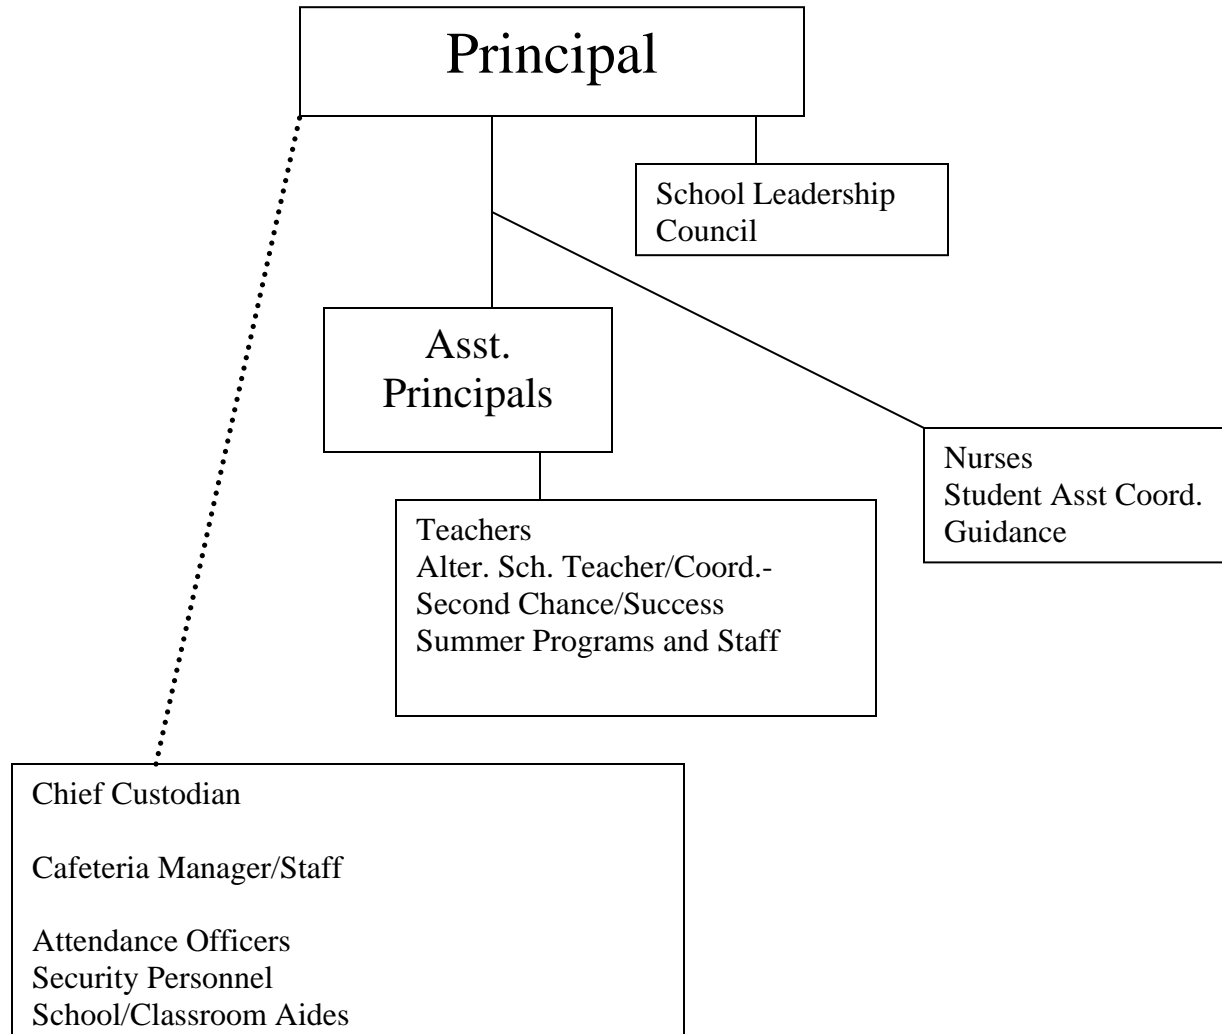 Principal
School Leadership
Council
Asst.
Principals
Nurses
Student Asst Coord.
Guidance
Teachers
Alter. Sch. Teacher/Coord.-
Second Chance/Success
Summer Programs and Staff
Chief Custodian
Cafeteria Manager/Staff
Attendance Officers
Security Personnel
School/Classroom Aides